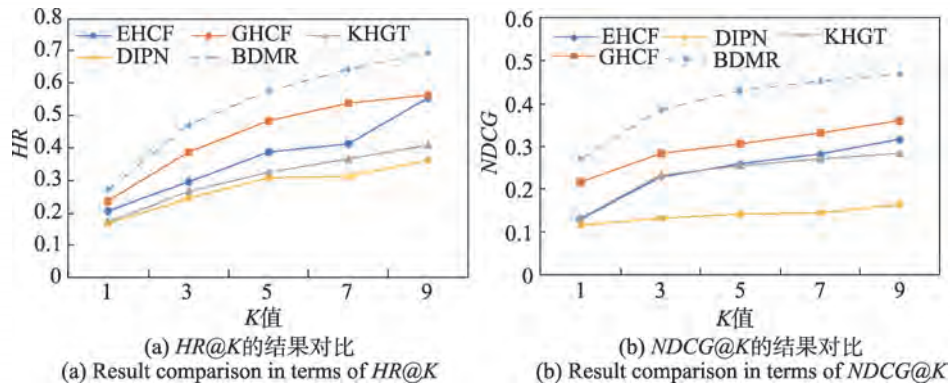 0.8
0.7
0.6
0.5
0.4
0.3
0.2
0.1
0
HR
EHCF GHCF KHGT
DIPN BDMR
1 3 5 7 9
K值
(a) HR@K的结果对比
(a) Result comparison in terms of HR@K
0.6
0.5
0.4
0.3
0.2
0.1
0
NDCG
EHCF DIPN KHGT
GHCF BDMR
1 3 5 7 9
K值
(b) NDCG@K的结果对比
(b) Result comparison in terms of NDCG@K